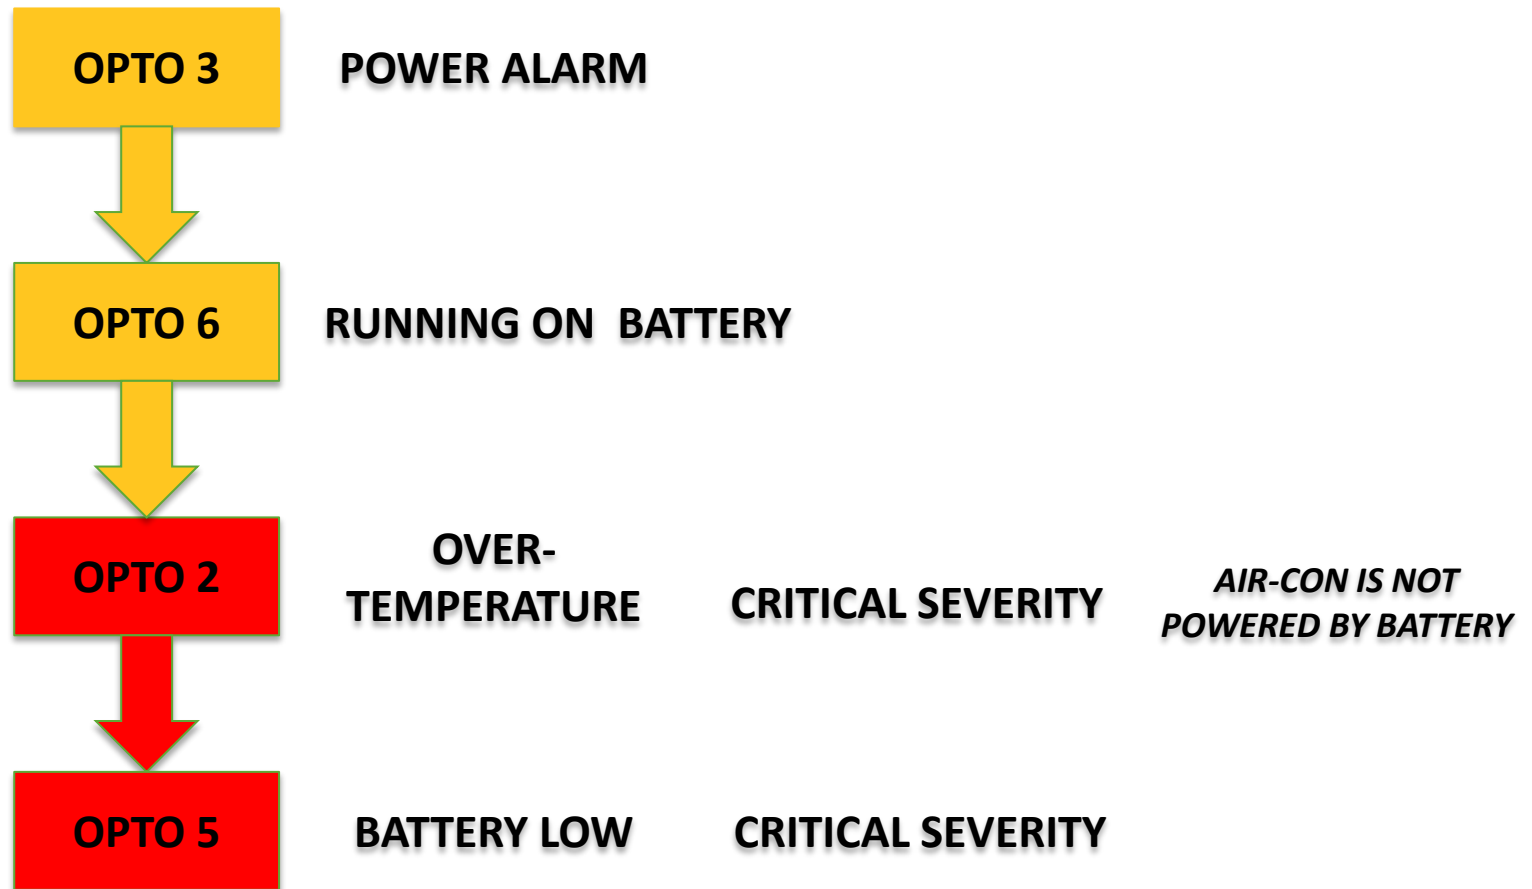 OPTO 3
POWER ALARM
OPTO 6
RUNNING ON  BATTERY
OPTO 2
OVER-
TEMPERATURE
CRITICAL SEVERITY
AIR-CON IS NOT
POWERED BY BATTERY
OPTO 5
BATTERY LOW
CRITICAL SEVERITY